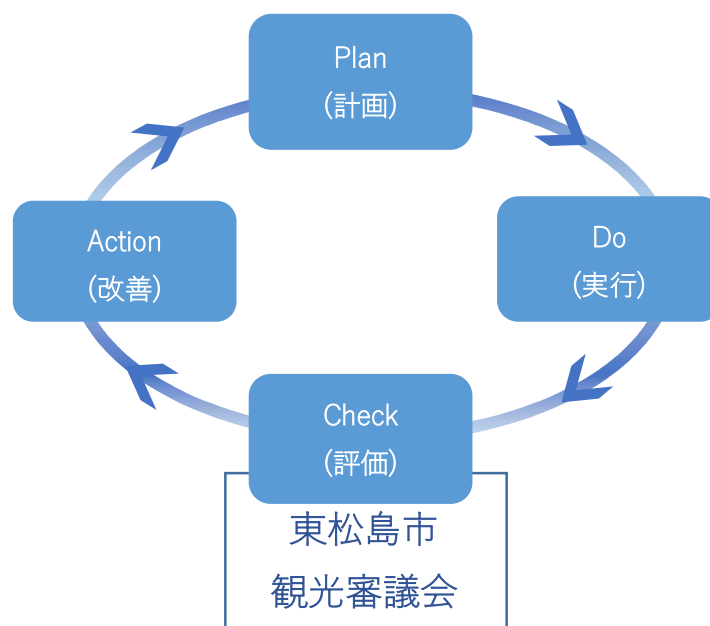 Plan
(計画)
Do
(実行)
Action
(改善)
Check
(評価)
東松島市
観光審議会